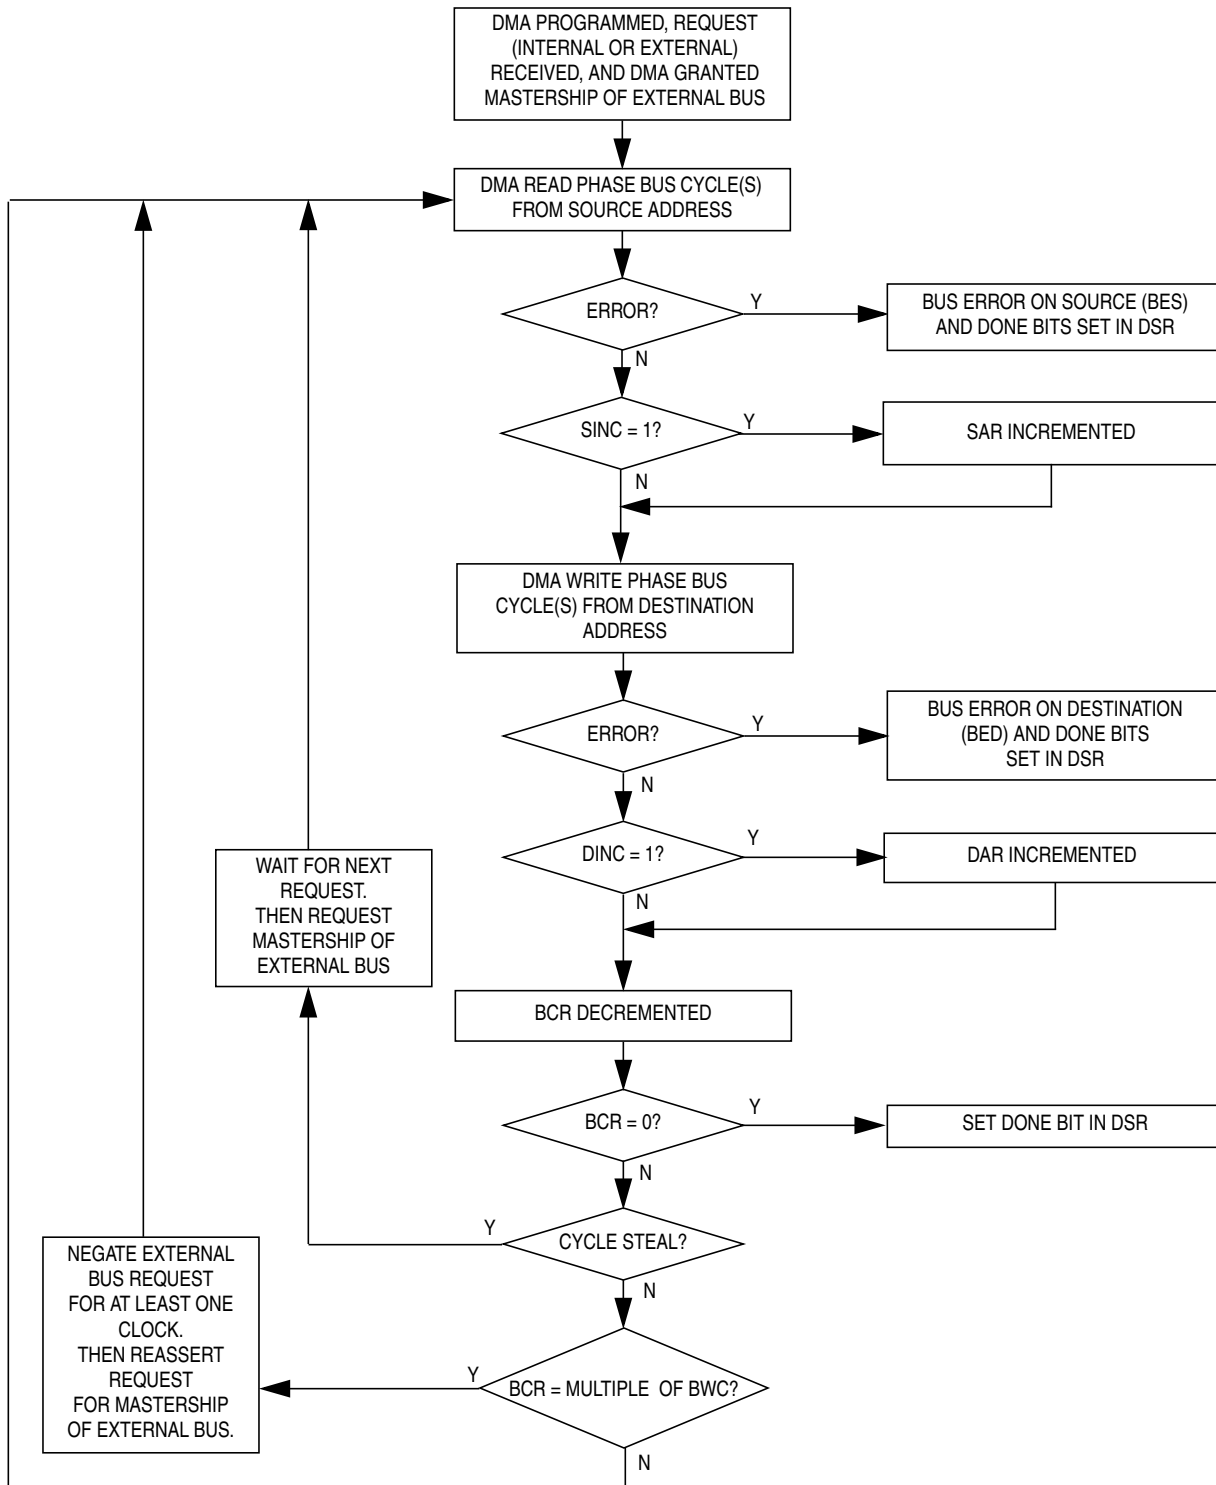 DMA PROGRAMMED, REQUEST
(INTERNAL OR EXTERNAL)
RECEIVED, AND DMA GRANTED
MASTERSHIP OF EXTERNAL BUS
DMA READ PHASE BUS CYCLE(S)
FROM SOURCE ADDRESS
ERROR?
Y
BUS ERROR ON SOURCE (BES)
AND DONE BITS SET IN DSR
N
SINC = 1?
Y
SAR INCREMENTED
N
DMA WRITE PHASE BUS
CYCLE(S) FROM DESTINATION
ADDRESS
ERROR?
Y
BUS ERROR ON DESTINATION
(BED) AND DONE BITS
SET IN DSR
N
DINC = 1?
Y
DAR INCREMENTED
N
WAIT FOR NEXT
REQUEST.
THEN REQUEST
MASTERSHIP OF
EXTERNAL BUS
BCR DECREMENTED
BCR = 0?
Y
SET DONE BIT IN DSR
N
CYCLE STEAL?
Y
N
NEGATE EXTERNAL
BUS REQUEST
FOR AT LEAST ONE
CLOCK.
THEN REASSERT
REQUEST
FOR MASTERSHIP
OF EXTERNAL BUS.
Y
BCR = MULTIPLE OF BWC?
N